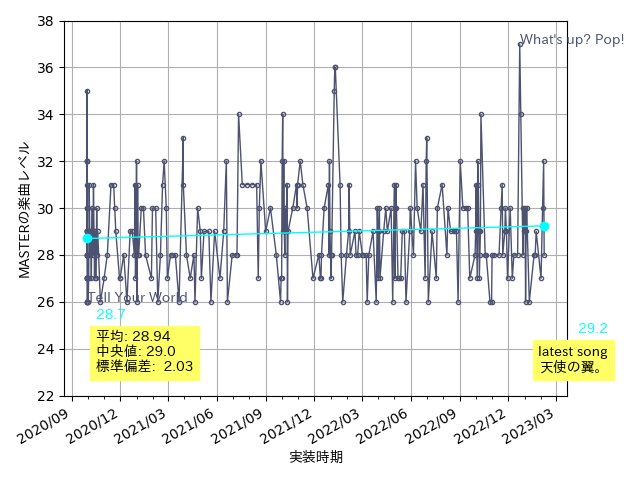 38
36
34
32
30
28
26
24
22
MASTERの楽曲レベル
What's up? Pop!
Tell Your World
28.7
平均: 28.94
中央値: 29.0
標準偏差: 2.03
29.2
latest song
天使の翼。
2020/09
2020/12
2021/03
2021/06
2021/09
2021/12
2022/03
2022/06
2022/09
2022/12
2023/03
実装時期